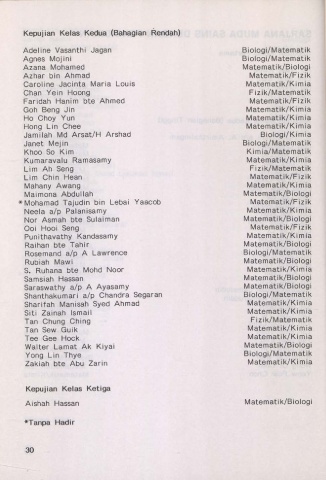 Kepujian Kelas Kedua (Bahagian Rendah)
Adeline Vasanthi Jagan Biologi/Matematik
Agnes Mojini Biologi/Matematik
Azana Mohamed Matematik/Biologi
Azhar bin Ahmad Matematik/Fizik
Caroline Jacinta Maria Louis Matematik/Kimia
Chan Yein Hoong Fizik/Matematik
Faridah Hanim bte Ahmed Matematik/Fizik
Goh Beng Jin Matematik/Kimia
Ho Choy Yun Matematik/Kimia
Hong Lin Chee Matematik/Kimia
Jamilah Md Arsat/H Arshad Biologi/Kimia
Janet Mejin Biologi/Matematik
Khoo So Kim Kimia/Matematik
Kumaravalu Ramasamy Matematik/Kimia
Lim Ah Seng Fizik/Matematik
Lim Chin Hean Matematik/Fizik
Mahany Awang Matematik/Kimia
Maimona Abdullah Matematik/Biologi
*Mohamad Tajudin bin Lebai Yaacob Matematik/Fizik
Neela a/p Palanisamy Matematik/Kimia
Nor Asmah bte Sulaiman Matematik/Biologi
Ooi Hooi Seng Matematik/Fizik
Punithavathy Kandasamy Matematik/Kimia
Raihan bte Tahir Matematik/Biologi
Rosemand a/p A Lawrence Biologi/Matematik
Rubiah Mawi Matematik/Biologi
S. Ruhana bte Mohd Noor Matematik/Kimia
Samsiah Hassan Matematik/Biologi
Saraswathy a/p A Ayasamy Matematik/Biologi
Shanthakumari a/p Chandra Segaran Biologi/Matematik
Sharifah Manisah Syed Ahmad Matematik/Kimia
Siti Zainah Ismail Matematik/Kimia
Tan Chung Ching Fizik/Matematik
Tan Sew Guik Matematik/Kimia
Tee Gee Hock Matematik/Kimia
Walter Lamat Ak Kiyai Matematik/Biologi
Yong Lin Thye Biologi/Matematik
Zakiah bte Abu Zarin Matematik/Kimia
Kepujian Kelas Ketiga
Aishah Hassan Matematik/Biologi
*Tanpa Hadir
30